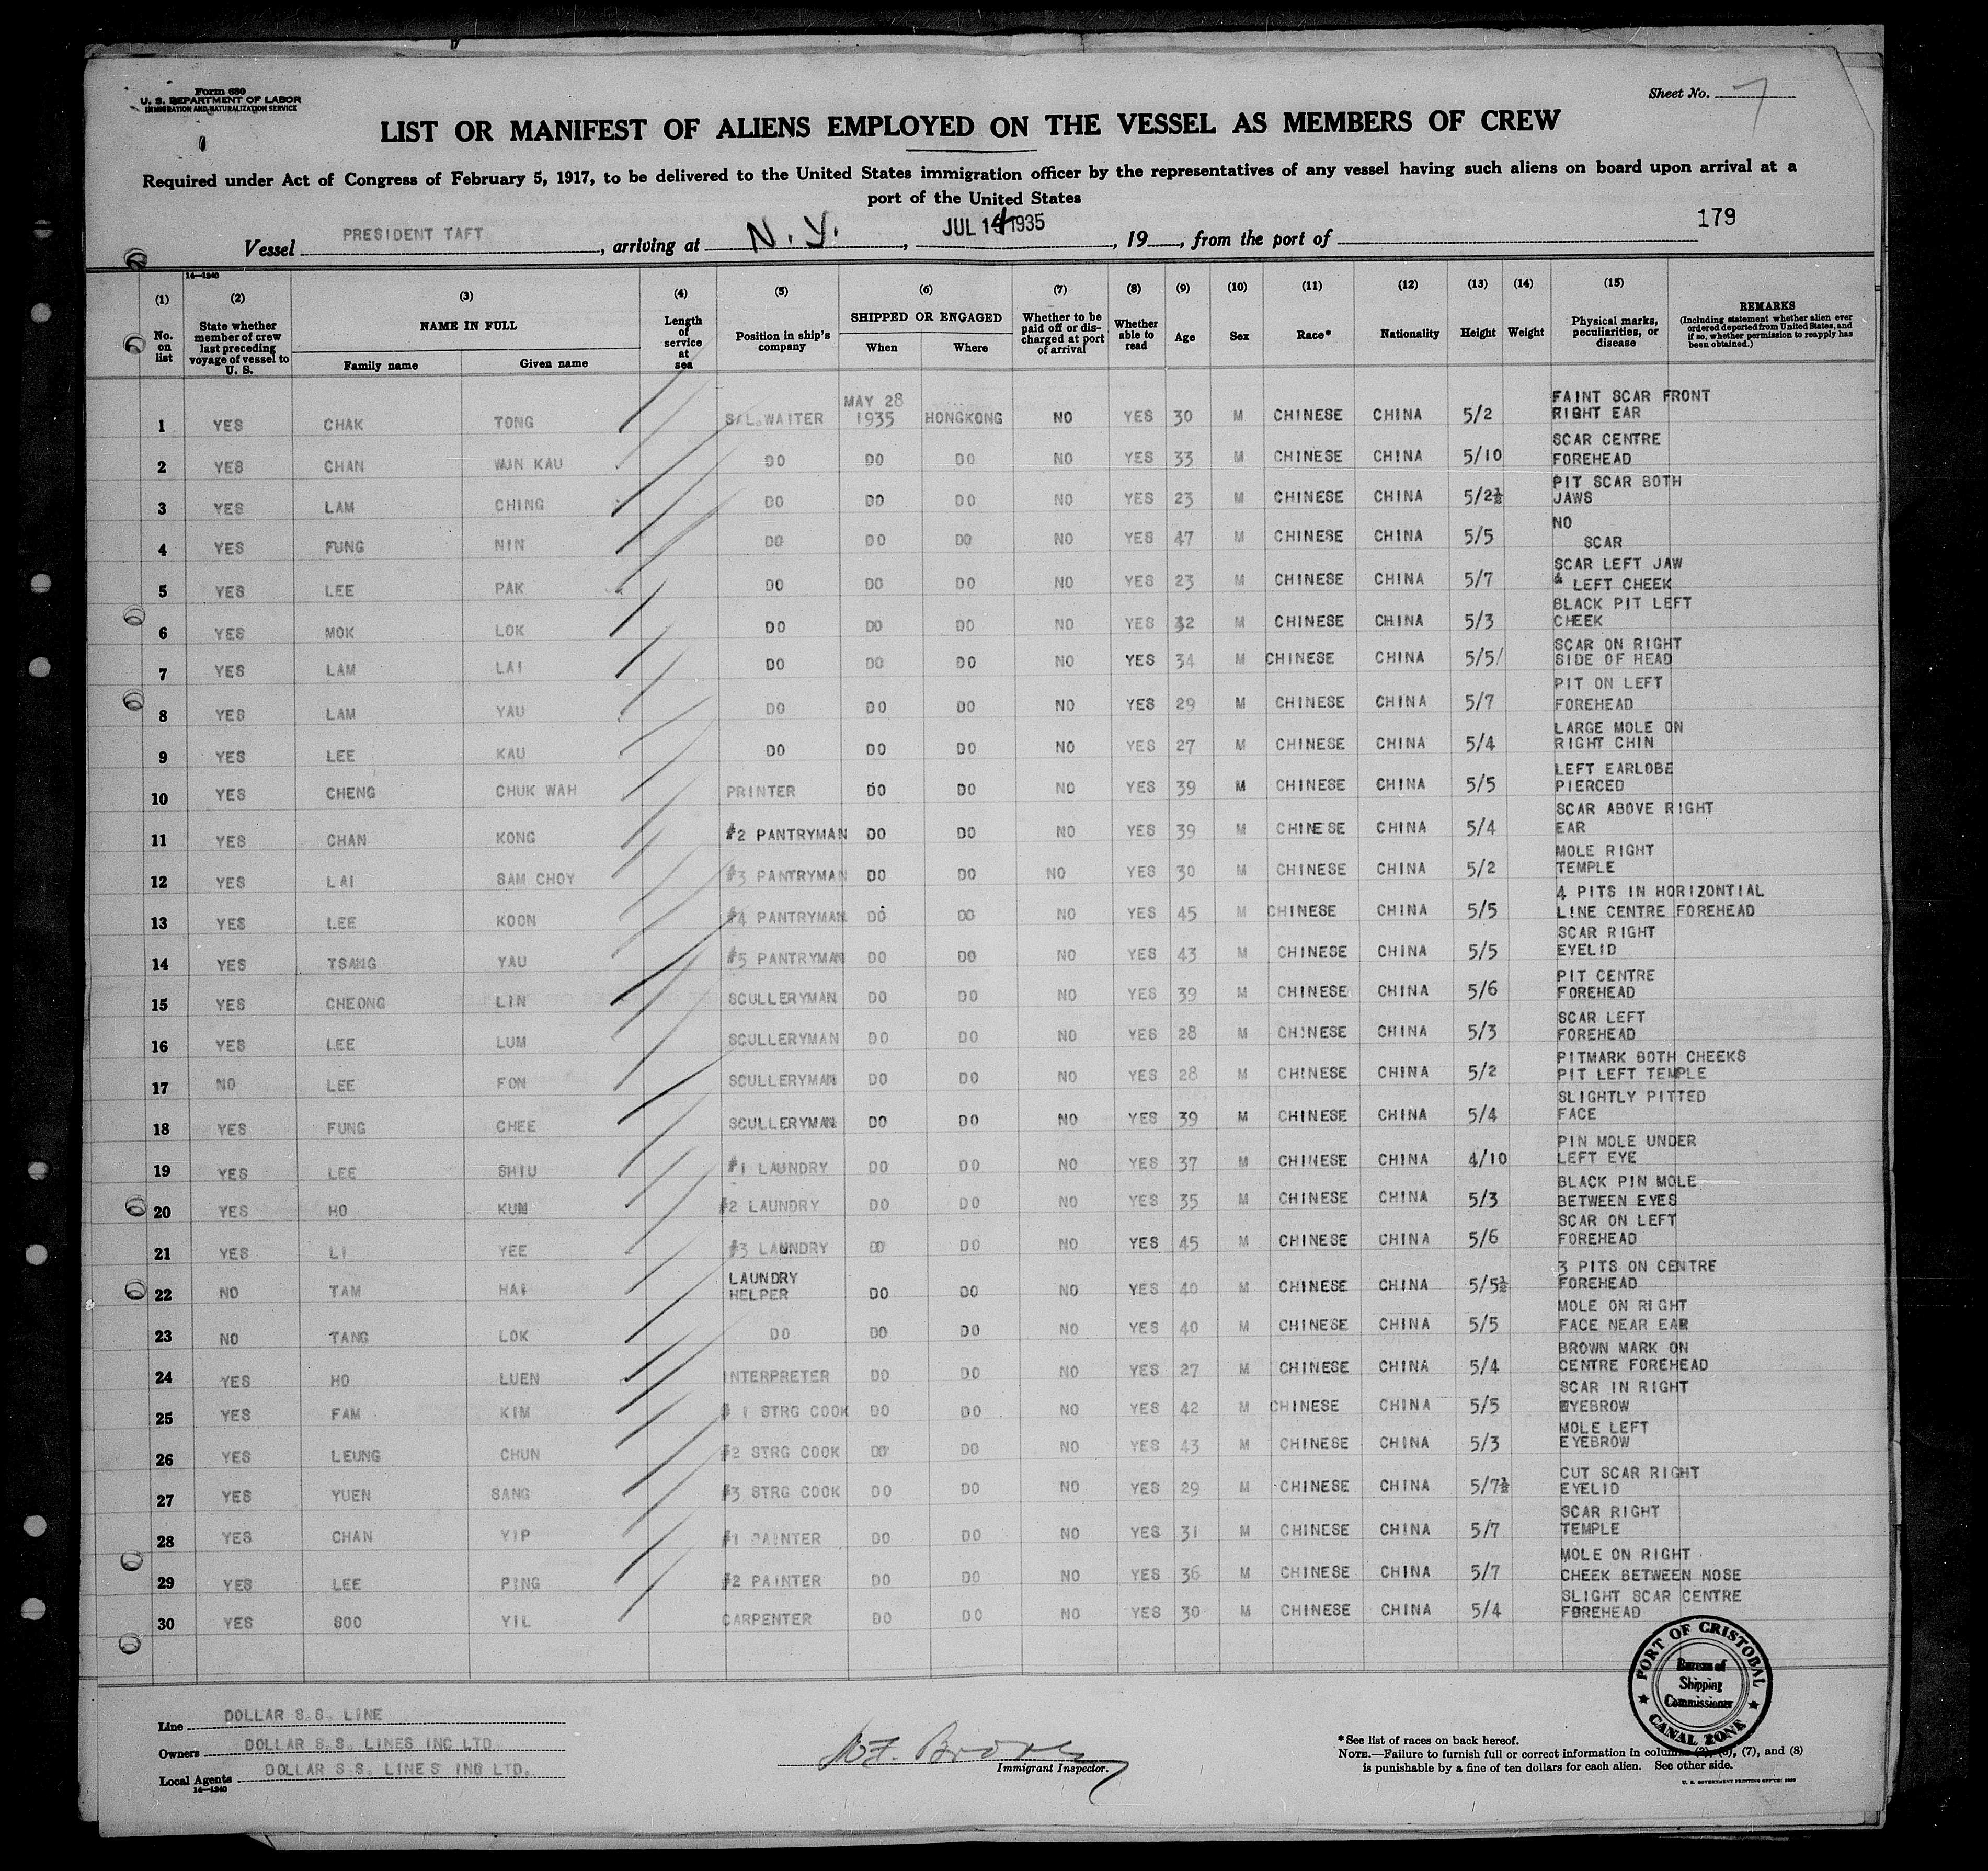 Form 680
U. S. DEPARTMENT OF LABOR
IMMIGRATION AND NATURALIZATION SERVICE
Sheet No. 7
LIST OR MANIFEST OF ALIENS EMPLOYED ON THE VESSEL AS MEMBERS OF CREW
Required under Act of Congress of February 5, 1917, to be delivered to the United States immigration officer by the representatives of any vessel having such aliens on board upon arrival at a
port of the United States
179
Vessel PRESIDENT TAFT, arriving at N. Y., JUL 14 1935, 19__, from the port of
14—1240
(1) (2) (3) (4) (5) (6) (7) (8) (9) (10) (11) (12) (13) (14) (15)
No. on list
State whether member of crew last preceding voyage of vessel to U. S.
NAME IN FULL
Family name Given name
Length of service at sea
Position in ship's company
SHIPPED OR ENGAGED
When Where
Whether to be paid off or discharged at port of arrival
Whether able to read
Age
Sex
Race*
Nationality
Height
Weight
Physical marks, peculiarities, or disease
REMARKS
(Including statement whether alien ever ordered deported from United States, and if so, whether permission to reapply has been obtained.)
1 YES CHAK TONG S/L.WAITER MAY 28 1935 HONGKONG NO YES 30 M CHINESE CHINA 5/2 FAINT SCAR FRONT RIGHT EAR
2 YES CHAN WUN KAU DO DO DO NO YES 33 M CHINESE CHINA 5/10 SCAR CENTRE FOREHEAD
3 YES LAM CHING DO DO DO NO YES 23 M CHINESE CHINA 5/2½ PIT SCAR BOTH JAWS
4 YES FUNG NIN DO DO DO NO YES 47 M CHINESE CHINA 5/5 NO SCAR
5 YES LEE PAK DO DO DO NO YES 23 M CHINESE CHINA 5/7 SCAR LEFT JAW & LEFT CHEEK
6 YES MOK LOK DO DO DO NO YES 32 M CHINESE CHINA 5/3 BLACK PIT LEFT CHEEK
7 YES LAM LAI DO DO DO NO YES 34 M CHINESE CHINA 5/5/ SCAR ON RIGHT SIDE OF HEAD
8 YES LAM YAU DO DO DO NO YES 29 M CHINESE CHINA 5/7 PIT ON LEFT FOREHEAD
9 YES LEE KAU DO DO DO NO YES 27 M CHINESE CHINA 5/4 LARGE MOLE ON RIGHT CHIN
10 YES CHENG CHUK WAH PRINTER DO DO NO YES 39 M CHINESE CHINA 5/5 LEFT EARLOBE PIERCED
11 YES CHAN KONG #2 PANTRYMAN DO DO NO YES 39 M CHINESE CHINA 5/4 SCAR ABOVE RIGHT EAR
12 YES LAI SAM CHOY #3 PANTRYMAN DO DO NO YES 30 M CHINESE CHINA 5/2 MOLE RIGHT TEMPLE
13 YES LEE KOON #4 PANTRYMAN DO DO NO YES 45 M CHINESE CHINA 5/5 4 PITS IN HORIZONTIAL LINE CENTRE FOREHEAD
14 YES TSANG YAU #5 PANTRYMAN DO DO NO YES 43 M CHINESE CHINA 5/5 SCAR RIGHT EYELID
15 YES CHEONG LIN SCULLERYMAN DO DO NO YES 39 M CHINESE CHINA 5/6 PIT CENTRE FOREHEAD
16 YES LEE LUM SCULLERYMAN DO DO NO YES 28 M CHINESE CHINA 5/3 SCAR LEFT FOREHEAD
17 NO LEE FON SCULLERYMAN DO DO NO YES 28 M CHINESE CHINA 5/2 PITMARK BOTH CHEEKS PIT LEFT TEMPLE
18 YES FUNG CHEE SCULLERYMAN DO DO NO YES 39 M CHINESE CHINA 5/4 SLIGHTLY PITTED FACE
19 YES LEE SHIU #1 LAUNDRY DO DO NO YES 37 M CHINESE CHINA 4/10 PIN MOLE UNDER LEFT EYE
20 YES HO KUM #2 LAUNDRY DO DO NO YES 35 M CHINESE CHINA 5/3 BLACK PIN MOLE BETWEEN EYES
21 YES LI YEE #3 LAUNDRY DO DO NO YES 45 M CHINESE CHINA 5/6 SCAR ON LEFT FOREHEAD
22 NO TAM HAI LAUNDRY HELPER DO DO NO YES 40 M CHINESE CHINA 5/5½ 3 PITS ON CENTRE FOREHEAD
23 NO TANG LOK DO DO DO NO YES 40 M CHINESE CHINA 5/5 MOLE ON RIGHT FACE NEAR EAR
24 YES HO LUEN INTERPRETER DO DO NO YES 27 M CHINESE CHINA 5/4 BROWN MARK ON CENTRE FOREHEAD
25 YES FAM KIM # 1 STRG COOK DO DO NO YES 42 M CHINESE CHINA 5/5 SCAR IN RIGHT EYEBROW
26 YES LEUNG CHUN #2 STRG COOK DO DO NO YES 43 M CHINESE CHINA 5/3 MOLE LEFT EYEBROW
27 YES YUEN SANG #3 STRG COOK DO DO NO YES 29 M CHINESE CHINA 5/7½ CUT SCAR RIGHT EYELID
28 YES CHAN YIP #1 PAINTER DO DO NO YES 31 M CHINESE CHINA 5/7 SCAR RIGHT TEMPLE
29 YES LEE PING #2 PAINTER DO DO NO YES 36 M CHINESE CHINA 5/7 MOLE ON RIGHT CHEEK BETWEEN NOSE
30 YES SOO YIL CARPENTER DO DO NO YES 30 M CHINESE CHINA 5/4 SLIGHT SCAR CENTRE FOREHEAD
PORT OF CRISTOBAL
Bureau of Shipping Commissioner
CANAL ZONE
Line DOLLAR S.S. LINE
Owners DOLLAR S.S. LINES INC LTD.
Local Agents DOLLAR S.S. LINES INC LTD.
14—1240
Immigrant Inspector.
*See list of races on back hereof.
NOTE.—Failure to furnish full or correct information in columns (2), (6), (7), and (8)
is punishable by a fine of ten dollars for each alien. See other side.
U. S. GOVERNMENT PRINTING OFFICE: